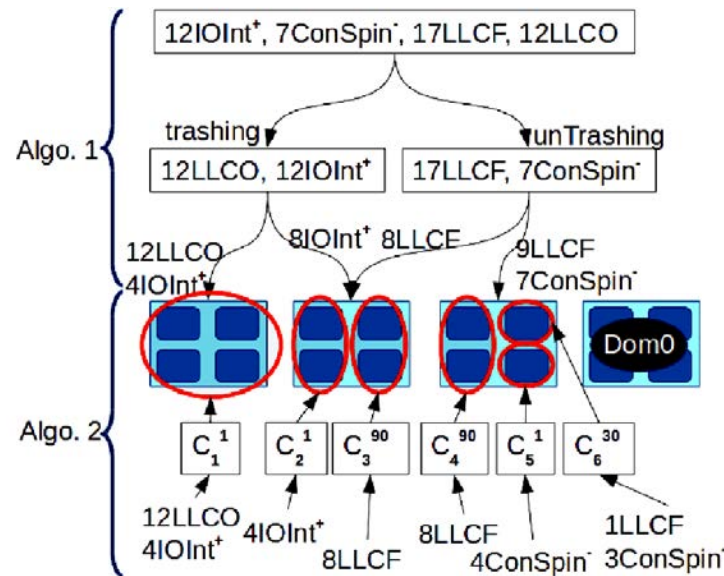 12IOInt⁺, 7ConSpin⁻, 17LLCF, 12LLCO
Algo. 1
trashing
unTrashing
12LLCO, 12IOInt⁺
17LLCF, 7ConSpin⁻
12LLCO
4IOInt⁺
8IOInt⁺ 8LLCF
9LLCF
7ConSpin⁻
Dom0
Algo. 2
C₁¹
C₂¹
C₃⁹⁰
C₄⁹⁰
C₅¹
C₆³⁰
12LLCO
4IOInt⁺
4IOInt⁺
8LLCF
8LLCF
4ConSpin⁻
1LLCF
3ConSpin⁻